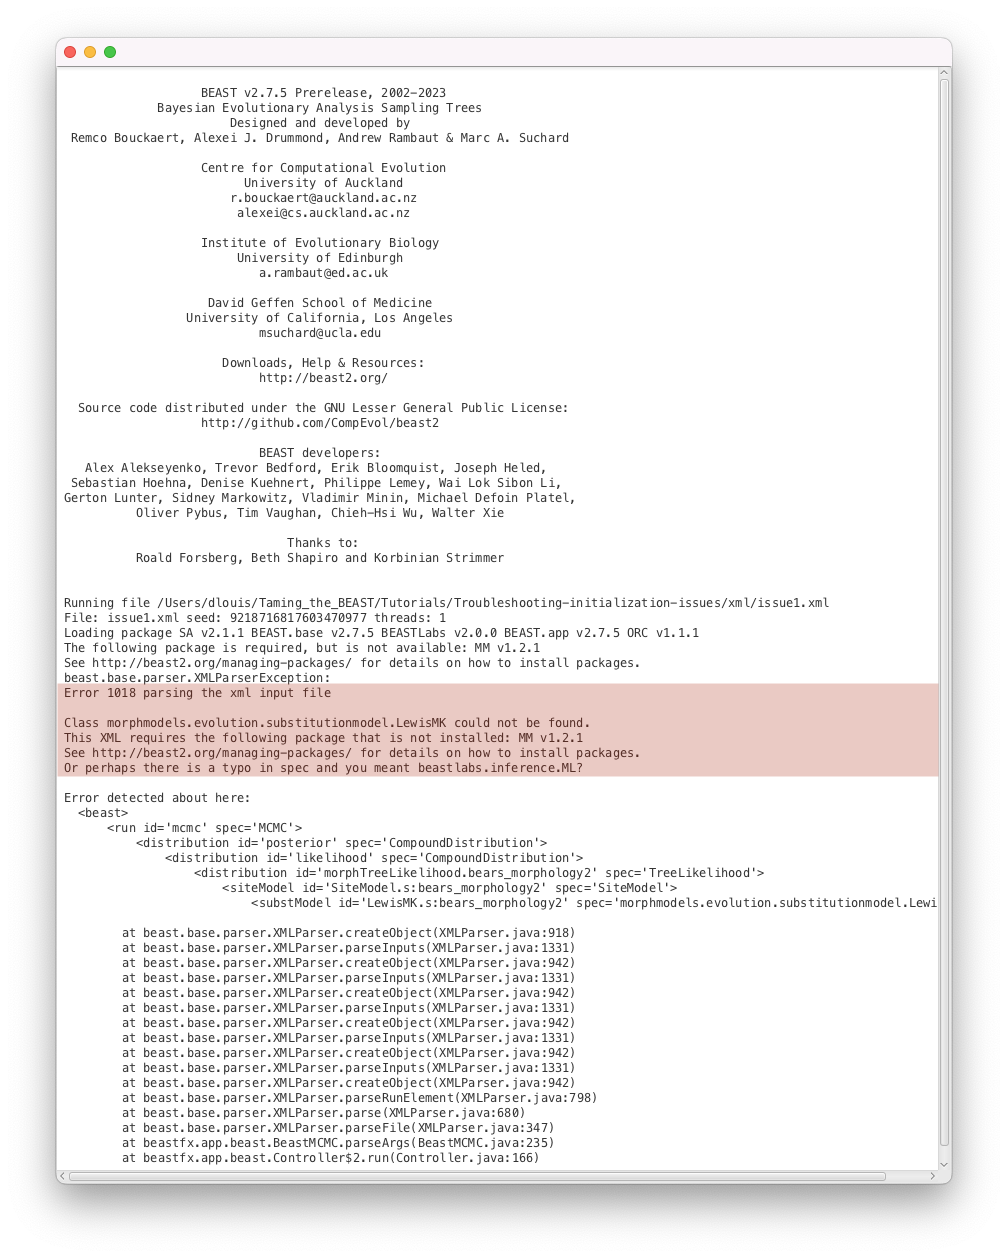 BEAST v2.7.5 Prerelease, 2002-2023
Bayesian Evolutionary Analysis Sampling Trees
Designed and developed by
Remco Bouckaert, Alexei J. Drummond, Andrew Rambaut & Marc A. Suchard
Centre for Computational Evolution
University of Auckland
r.bouckaert@auckland.ac.nz
alexei@cs.auckland.ac.nz
Institute of Evolutionary Biology
University of Edinburgh
a.rambaut@ed.ac.uk
David Geffen School of Medicine
University of California, Los Angeles
msuchard@ucla.edu
Downloads, Help & Resources:
http://beast2.org/
Source code distributed under the GNU Lesser General Public License:
http://github.com/CompEvol/beast2
BEAST developers:
Alex Alekseyenko, Trevor Bedford, Erik Bloomquist, Joseph Heled,
Sebastian Hoehna, Denise Kuehnert, Philippe Lemey, Wai Lok Sibon Li,
Gerton Lunter, Sidney Markowitz, Vladimir Minin, Michael Defoin Platel,
Oliver Pybus, Tim Vaughan, Chieh-Hsi Wu, Walter Xie
Thanks to:
Roald Forsberg, Beth Shapiro and Korbinian Strimmer
Running file /Users/dlouis/Taming_the_BEAST/Tutorials/Troubleshooting-initialization-issues/xml/issue1.xml
File: issue1.xml seed: 9218716817603470977 threads: 1
Loading package SA v2.1.1 BEAST.base v2.7.5 BEASTLabs v2.0.0 BEAST.app v2.7.5 ORC v1.1.1
The following package is required, but is not available: MM v1.2.1
See http://beast2.org/managing-packages/ for details on how to install packages.
beast.base.parser.XMLParserException:
Error 1018 parsing the xml input file
Class morphmodels.evolution.substitutionmodel.LewisMK could not be found.
This XML requires the following package that is not installed: MM v1.2.1
See http://beast2.org/managing-packages/ for details on how to install packages.
Or perhaps there is a typo in spec and you meant beastlabs.inference.ML?
Error detected about here:
<beast>
<run id='mcmc' spec='MCMC'>
<distribution id='posterior' spec='CompoundDistribution'>
<distribution id='likelihood' spec='CompoundDistribution'>
<distribution id='morphTreeLikelihood.bears_morphology2' spec='TreeLikelihood'>
<siteModel id='SiteModel.s:bears_morphology2' spec='SiteModel'>
<substModel id='LewisMK.s:bears_morphology2' spec='morphmodels.evolution.substitutionmodel.Lewi
at beast.base.parser.XMLParser.createObject(XMLParser.java:918)
at beast.base.parser.XMLParser.parseInputs(XMLParser.java:1331)
at beast.base.parser.XMLParser.createObject(XMLParser.java:942)
at beast.base.parser.XMLParser.parseInputs(XMLParser.java:1331)
at beast.base.parser.XMLParser.createObject(XMLParser.java:942)
at beast.base.parser.XMLParser.parseInputs(XMLParser.java:1331)
at beast.base.parser.XMLParser.createObject(XMLParser.java:942)
at beast.base.parser.XMLParser.parseInputs(XMLParser.java:1331)
at beast.base.parser.XMLParser.createObject(XMLParser.java:942)
at beast.base.parser.XMLParser.parseInputs(XMLParser.java:1331)
at beast.base.parser.XMLParser.createObject(XMLParser.java:942)
at beast.base.parser.XMLParser.parseRunElement(XMLParser.java:798)
at beast.base.parser.XMLParser.parse(XMLParser.java:680)
at beast.base.parser.XMLParser.parseFile(XMLParser.java:347)
at beastfx.app.beast.BeastMCMC.parseArgs(BeastMCMC.java:235)
at beastfx.app.beast.Controller$2.run(Controller.java:166)